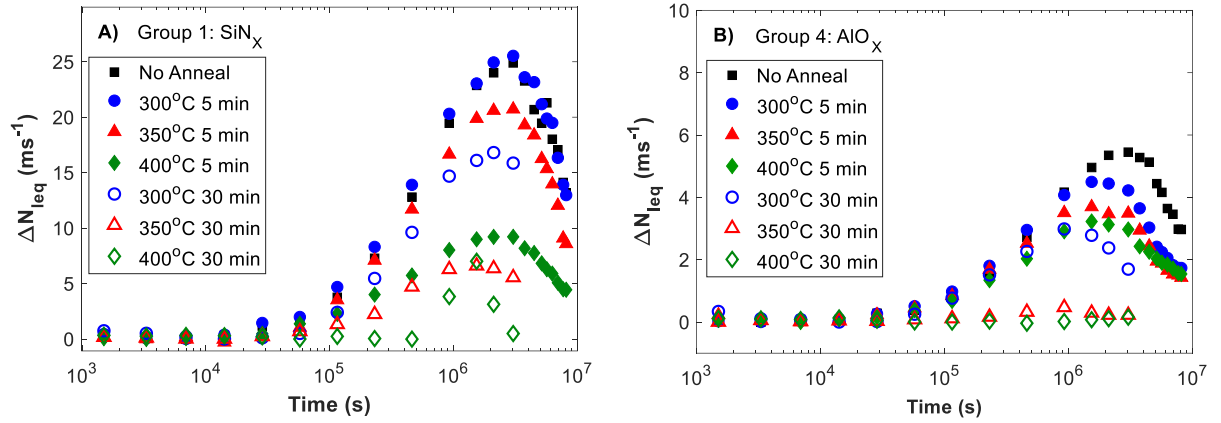 A) Group 1: SiNX
No Anneal
300oC 5 min
350oC 5 min
400oC 5 min
300oC 30 min
350oC 30 min
400oC 30 min
25
20
15
10
5
0
ΔNleq (ms-1)
103 104 105 106 107
Time (s)
B) Group 4: AlOX
No Anneal
300oC 5 min
350oC 5 min
400oC 5 min
300oC 30 min
350oC 30 min
400oC 30 min
10
8
6
4
2
0
ΔNleq (ms-1)
103 104 105 106 107
Time (s)